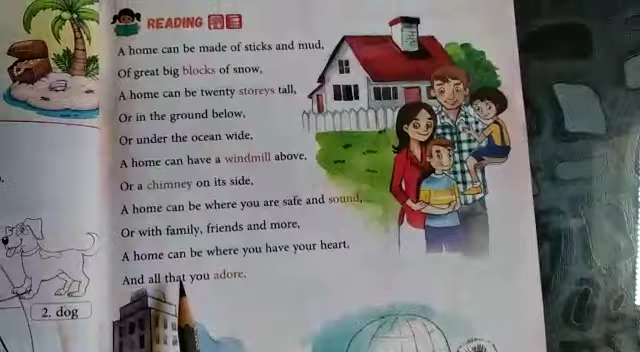 READING
A home can be made of sticks and mud,
Of great big blocks of snow,
A home can be twenty storeys tall,
Or in the ground below,
Or under the ocean wide.
A home can have a windmill above,
Or a chimney on its side,
A home can be where you are safe and sound,
Or with family, friends and more,
A home can be where you have your heart,
And all that you adore.
2. dog